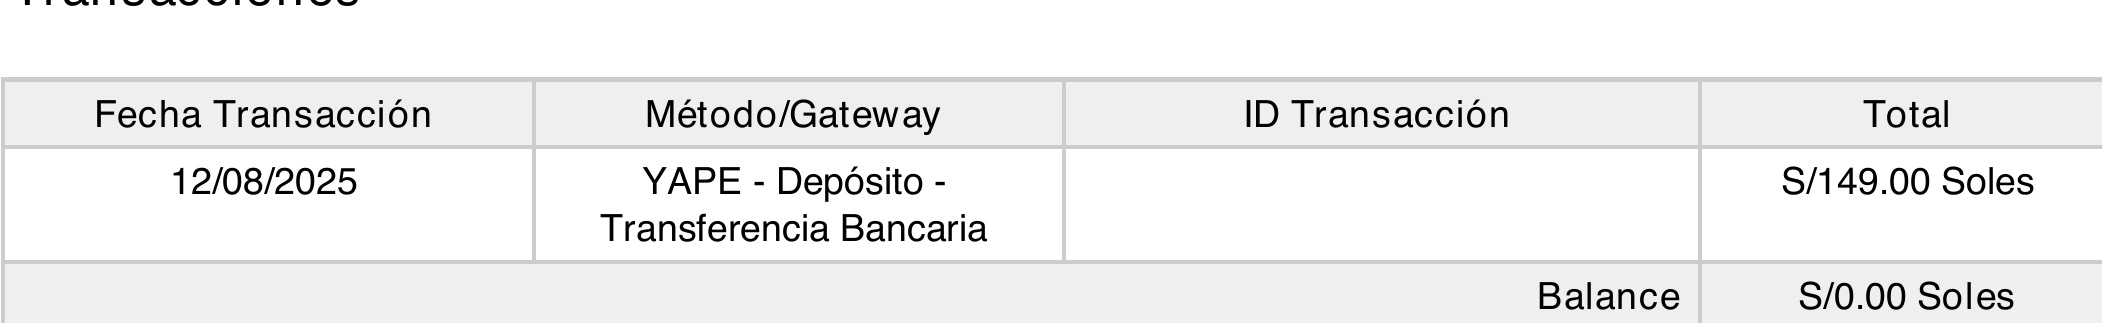 Transacciones
Fecha Transacción Método/Gateway ID Transacción Total
12/08/2025 YAPE - Depósito - S/149.00 Soles
Transferencia Bancaria
Balance S/0.00 Soles